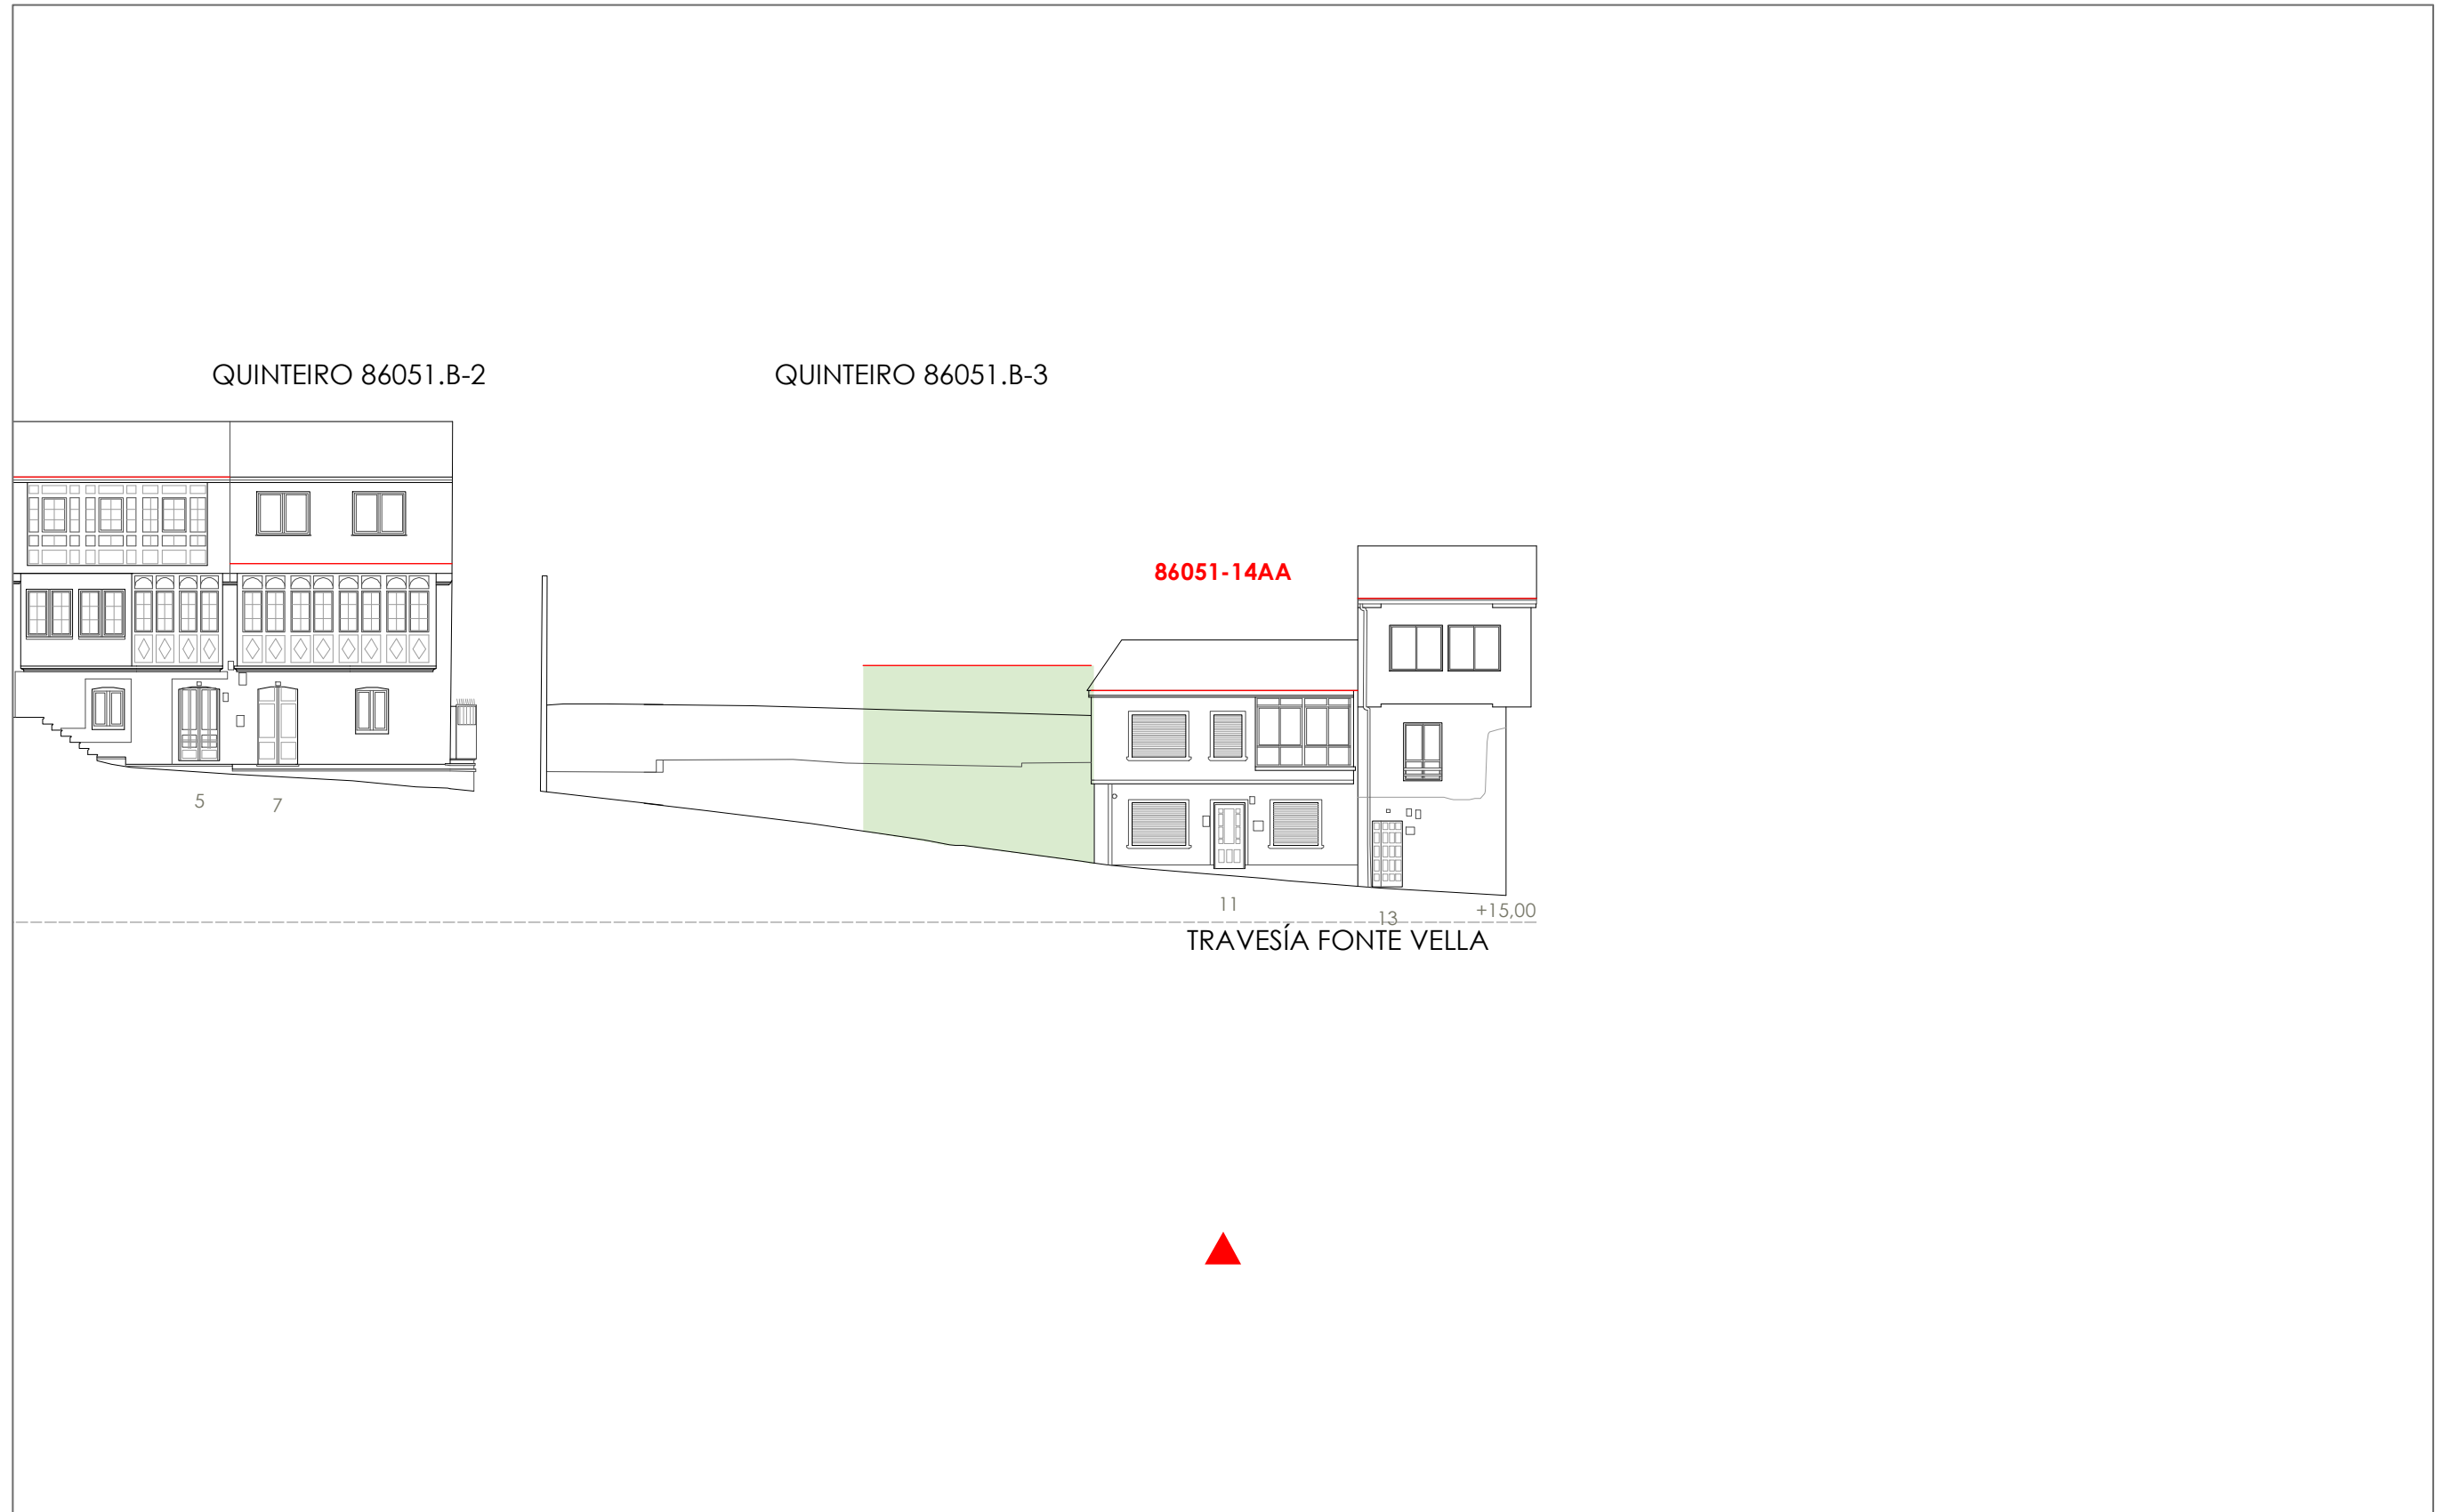 QUINTEIRO 86051.B-2
QUINTEIRO 86051.B-3
86051-14AA
5
7
11
13
+15,00
TRAVESÍA FONTE VELLA